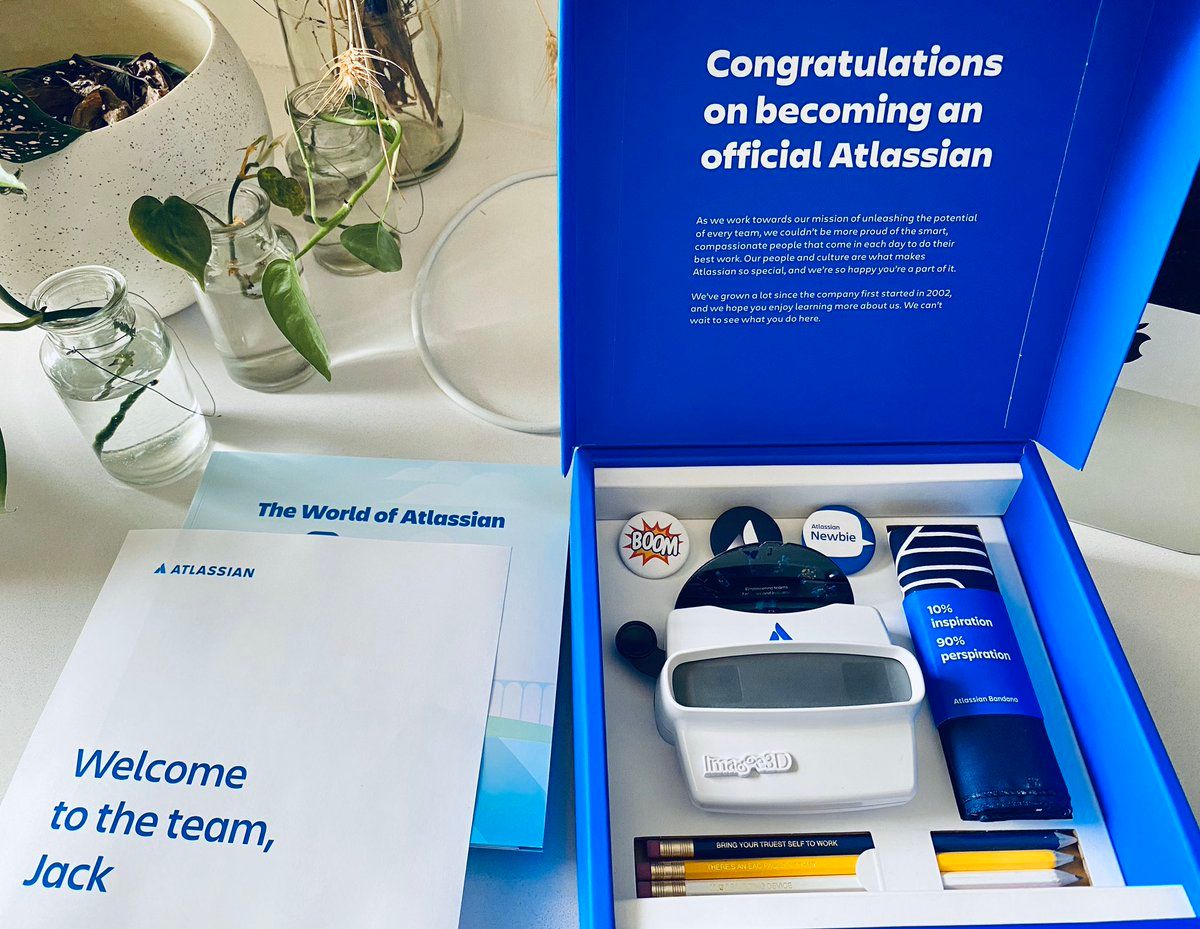 Congratulations
on becoming an
official Atlassian
As we work towards our mission of unleashing the potential
of every team, we couldn't be more proud of the smart,
compassionate people that come in each day to do their
best work. Our people and culture are what makes
Atlassian so special, and we're so happy you're a part of it.
We've grown a lot since the company first started in 2002,
and we hope you enjoy learning more about us. We can't
wait to see what you do here.
The World of Atlassian
ATLASSIAN
Welcome
to the team,
Jack
BOOM
Atlassian
Newbie
Empowering teams
10%
inspiration
90%
perspiration
Atlassian Bandana
Image3D
BRING YOUR TRUEST SELF TO WORK
THERE'S AN
DEVICE